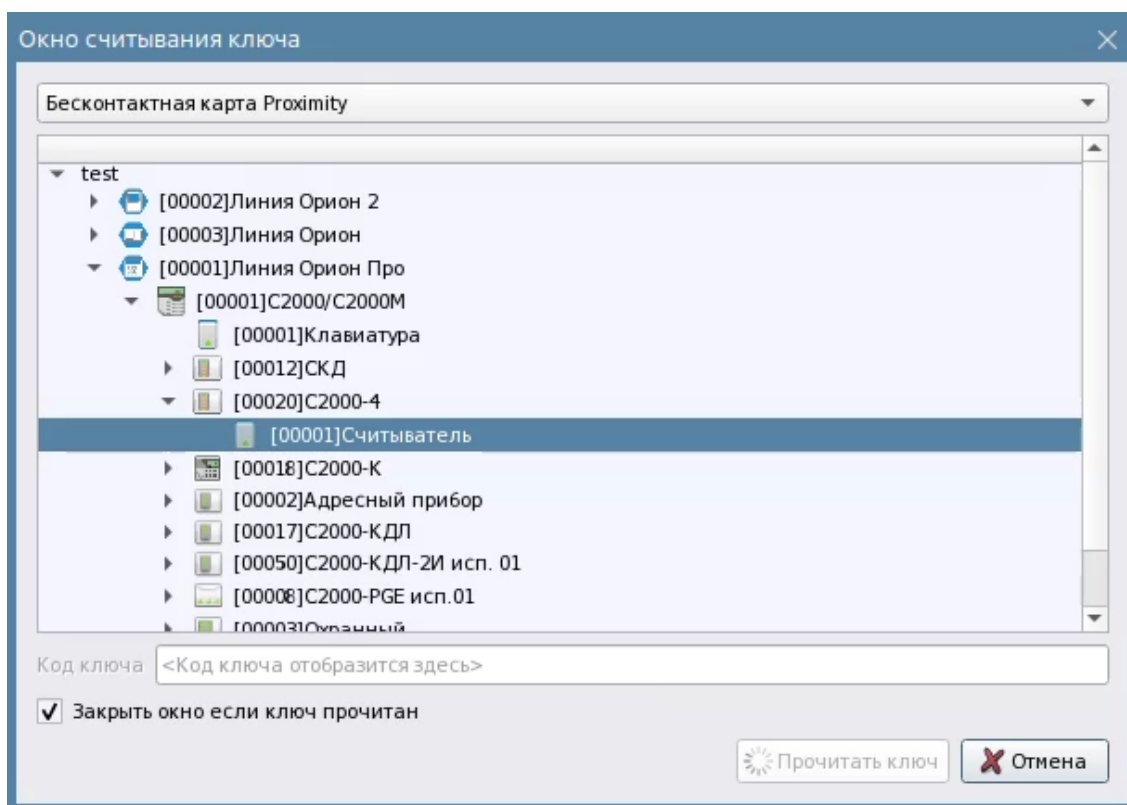 Окно считывания ключа
Бесконтактная карта Proximity
test
[00002]Линия Орион 2
[00003]Линия Орион
[00001]Линия Орион Про
[00001]С2000/С2000М
[00001]Клавиатура
[00012]СКД
[00020]С2000-4
[00001]Считыватель
[00018]С2000-К
[00002]Адресный прибор
[00017]С2000-КДЛ
[00050]С2000-КДЛ-2И исп. 01
[00008]С2000-PGE исп.01
[00003]Охранный
Код ключа <Код ключа отобразится здесь>
Закрыть окно если ключ прочитан
Прочитать ключ Отмена